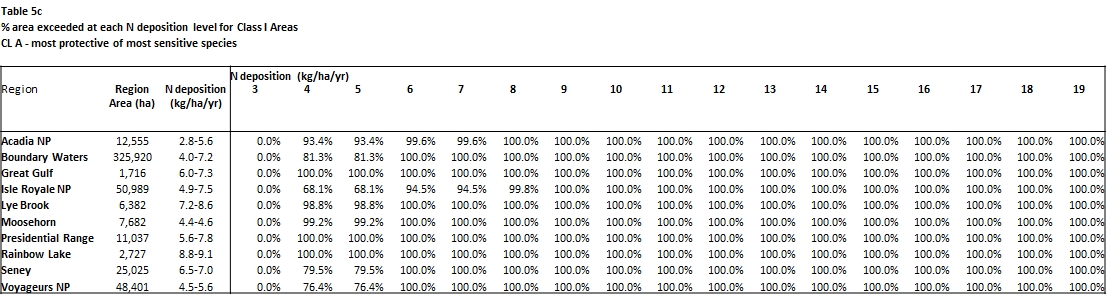 Table 5c
% area exceeded at each N deposition level for Class I Areas
CL A - most protective of most sensitive species
N deposition (kg/ha/yr)
Region Region N deposition 3 4 5 6 7 8 9 10 11 12 13 14 15 16 17 18 19
Area (ha) (kg/ha/yr)
Acadia NP 12,555 2.8-5.6 0.0% 93.4% 93.4% 99.6% 99.6% 100.0% 100.0% 100.0% 100.0% 100.0% 100.0% 100.0% 100.0% 100.0% 100.0% 100.0% 100.0%
Boundary Waters 325,920 4.0-7.2 0.0% 81.3% 81.3% 100.0% 100.0% 100.0% 100.0% 100.0% 100.0% 100.0% 100.0% 100.0% 100.0% 100.0% 100.0% 100.0% 100.0%
Great Gulf 1,716 6.0-7.3 0.0% 100.0% 100.0% 100.0% 100.0% 100.0% 100.0% 100.0% 100.0% 100.0% 100.0% 100.0% 100.0% 100.0% 100.0% 100.0% 100.0%
Isle Royale NP 50,989 4.9-7.5 0.0% 68.1% 68.1% 94.5% 94.5% 99.8% 100.0% 100.0% 100.0% 100.0% 100.0% 100.0% 100.0% 100.0% 100.0% 100.0% 100.0%
Lye Brook 6,382 7.2-8.6 0.0% 98.8% 98.8% 100.0% 100.0% 100.0% 100.0% 100.0% 100.0% 100.0% 100.0% 100.0% 100.0% 100.0% 100.0% 100.0% 100.0%
Moosehorn 7,682 4.4-4.6 0.0% 99.2% 99.2% 100.0% 100.0% 100.0% 100.0% 100.0% 100.0% 100.0% 100.0% 100.0% 100.0% 100.0% 100.0% 100.0% 100.0%
Presidential Range 11,037 5.6-7.8 0.0% 100.0% 100.0% 100.0% 100.0% 100.0% 100.0% 100.0% 100.0% 100.0% 100.0% 100.0% 100.0% 100.0% 100.0% 100.0% 100.0%
Rainbow Lake 2,727 8.8-9.1 0.0% 100.0% 100.0% 100.0% 100.0% 100.0% 100.0% 100.0% 100.0% 100.0% 100.0% 100.0% 100.0% 100.0% 100.0% 100.0% 100.0%
Seney 25,025 6.5-7.0 0.0% 79.5% 79.5% 100.0% 100.0% 100.0% 100.0% 100.0% 100.0% 100.0% 100.0% 100.0% 100.0% 100.0% 100.0% 100.0% 100.0%
Voyageurs NP 48,401 4.5-5.6 0.0% 76.4% 76.4% 100.0% 100.0% 100.0% 100.0% 100.0% 100.0% 100.0% 100.0% 100.0% 100.0% 100.0% 100.0% 100.0% 100.0%